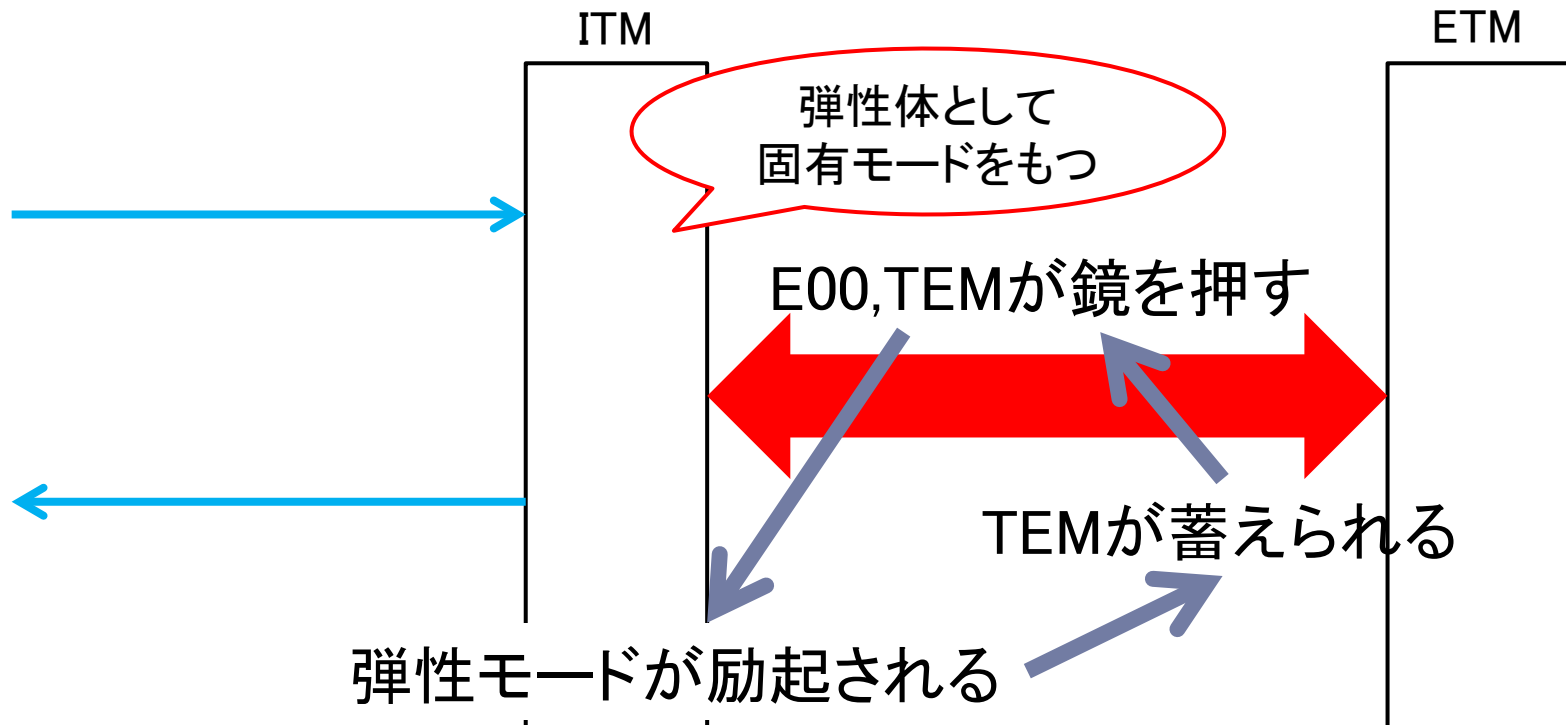 ITM
ETM
弾性体として
固有モードをもつ
E00,TEMが鏡を押す
TEMが蓄えられる
弾性モードが励起される